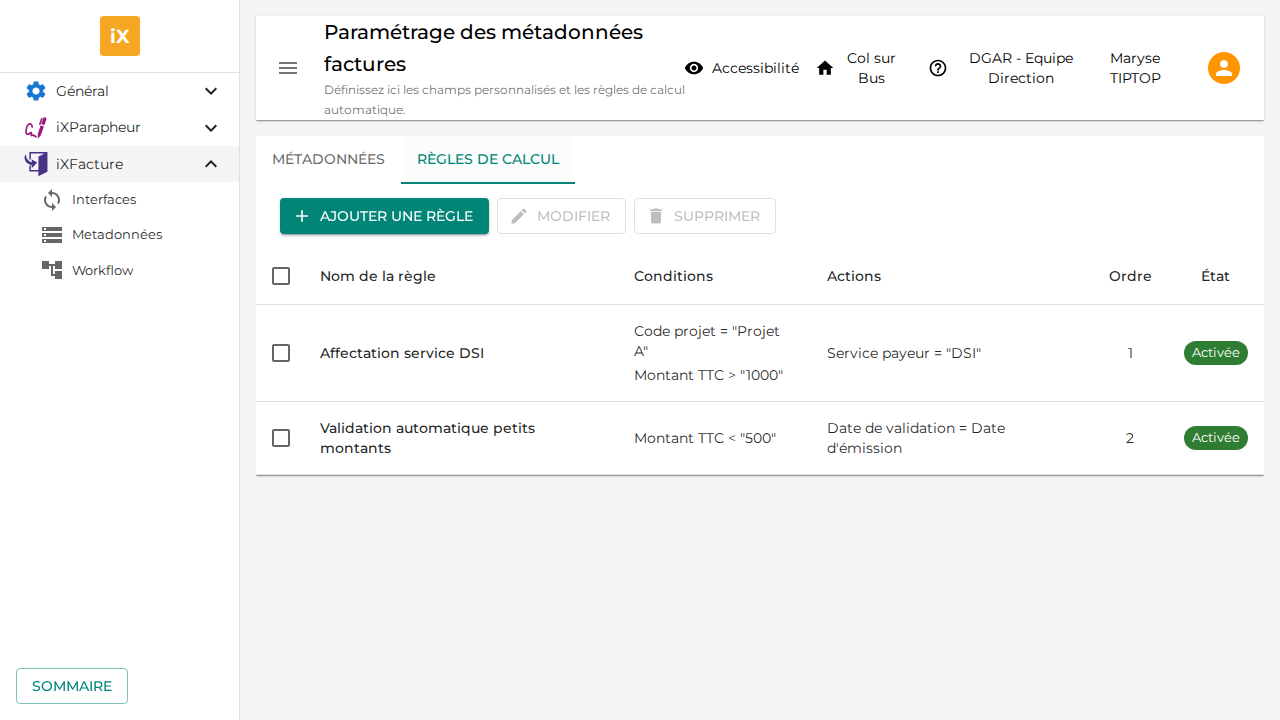 iX
Général
iXParapheur
iXFacture
Interfaces
Metadonnées
Workflow
SOMMAIRE
Paramétrage des métadonnées
factures
Définissez ici les champs personnalisés et les règles de calcul
automatique.
Accessibilité
Col sur
Bus
DGAR - Equipe
Direction
Maryse
TIPTOP
MÉTADONNÉES
RÈGLES DE CALCUL
AJOUTER UNE RÈGLE
MODIFIER
SUPPRIMER
Nom de la règle
Conditions
Actions
Ordre
État
Affectation service DSI
Code projet = "Projet
A"
Montant TTC > "1000"
Service payeur = "DSI"
1
Activée
Validation automatique petits
montants
Montant TTC < "500"
Date de validation = Date
d'émission
2
Activée